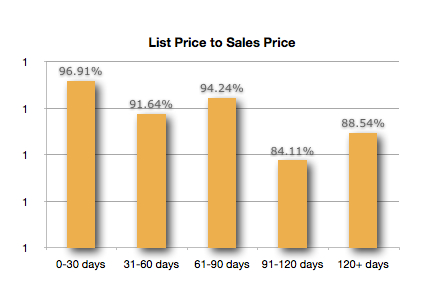 List Price to Sales Price
1
1
1
1
1
96.91%
91.64%
94.24%
84.11%
88.54%
0-30 days
31-60 days
61-90 days
91-120 days
120+ days